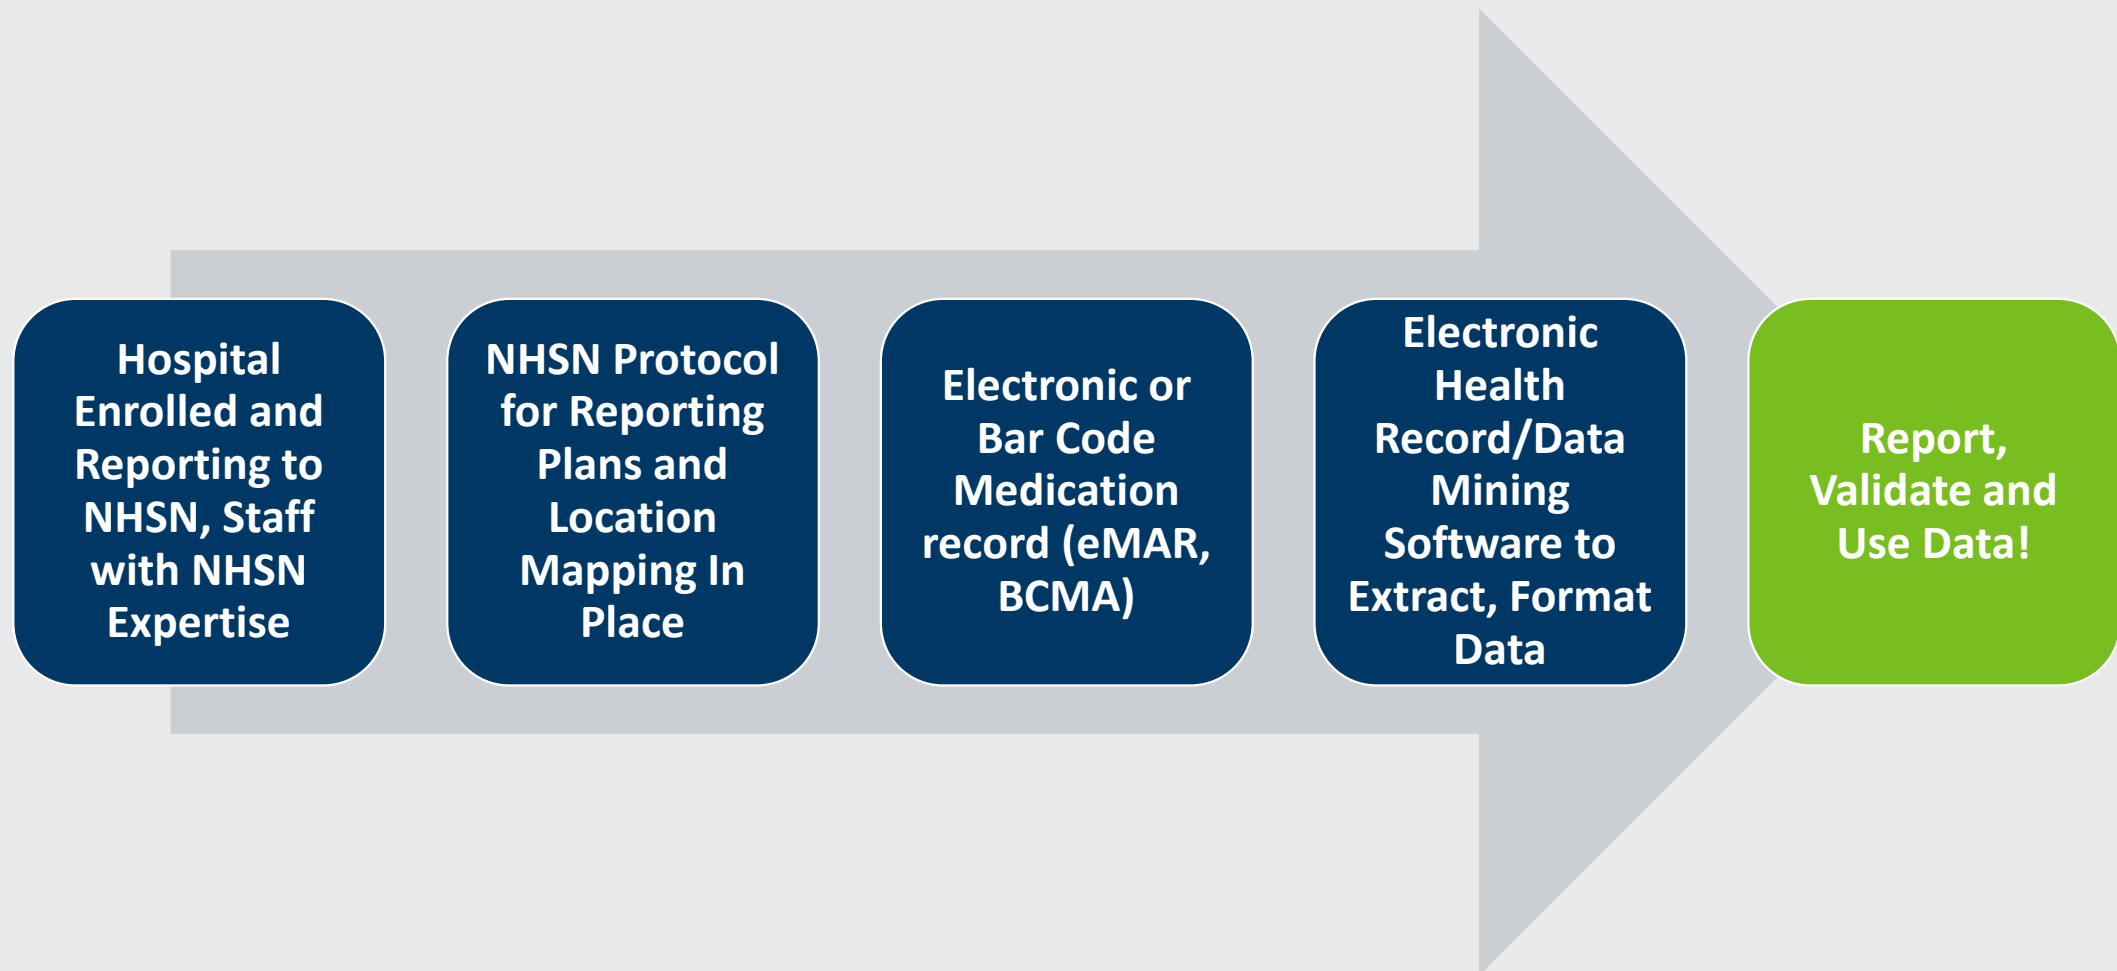 Hospital
Enrolled and
Reporting to
NHSN, Staff
with NHSN
Expertise
NHSN Protocol
for Reporting
Plans and
Location
Mapping In
Place
Electronic or
Bar Code
Medication
record (eMAR,
BCMA)
Electronic
Health
Record/Data
Mining
Software to
Extract, Format
Data
Report,
Validate and
Use Data!